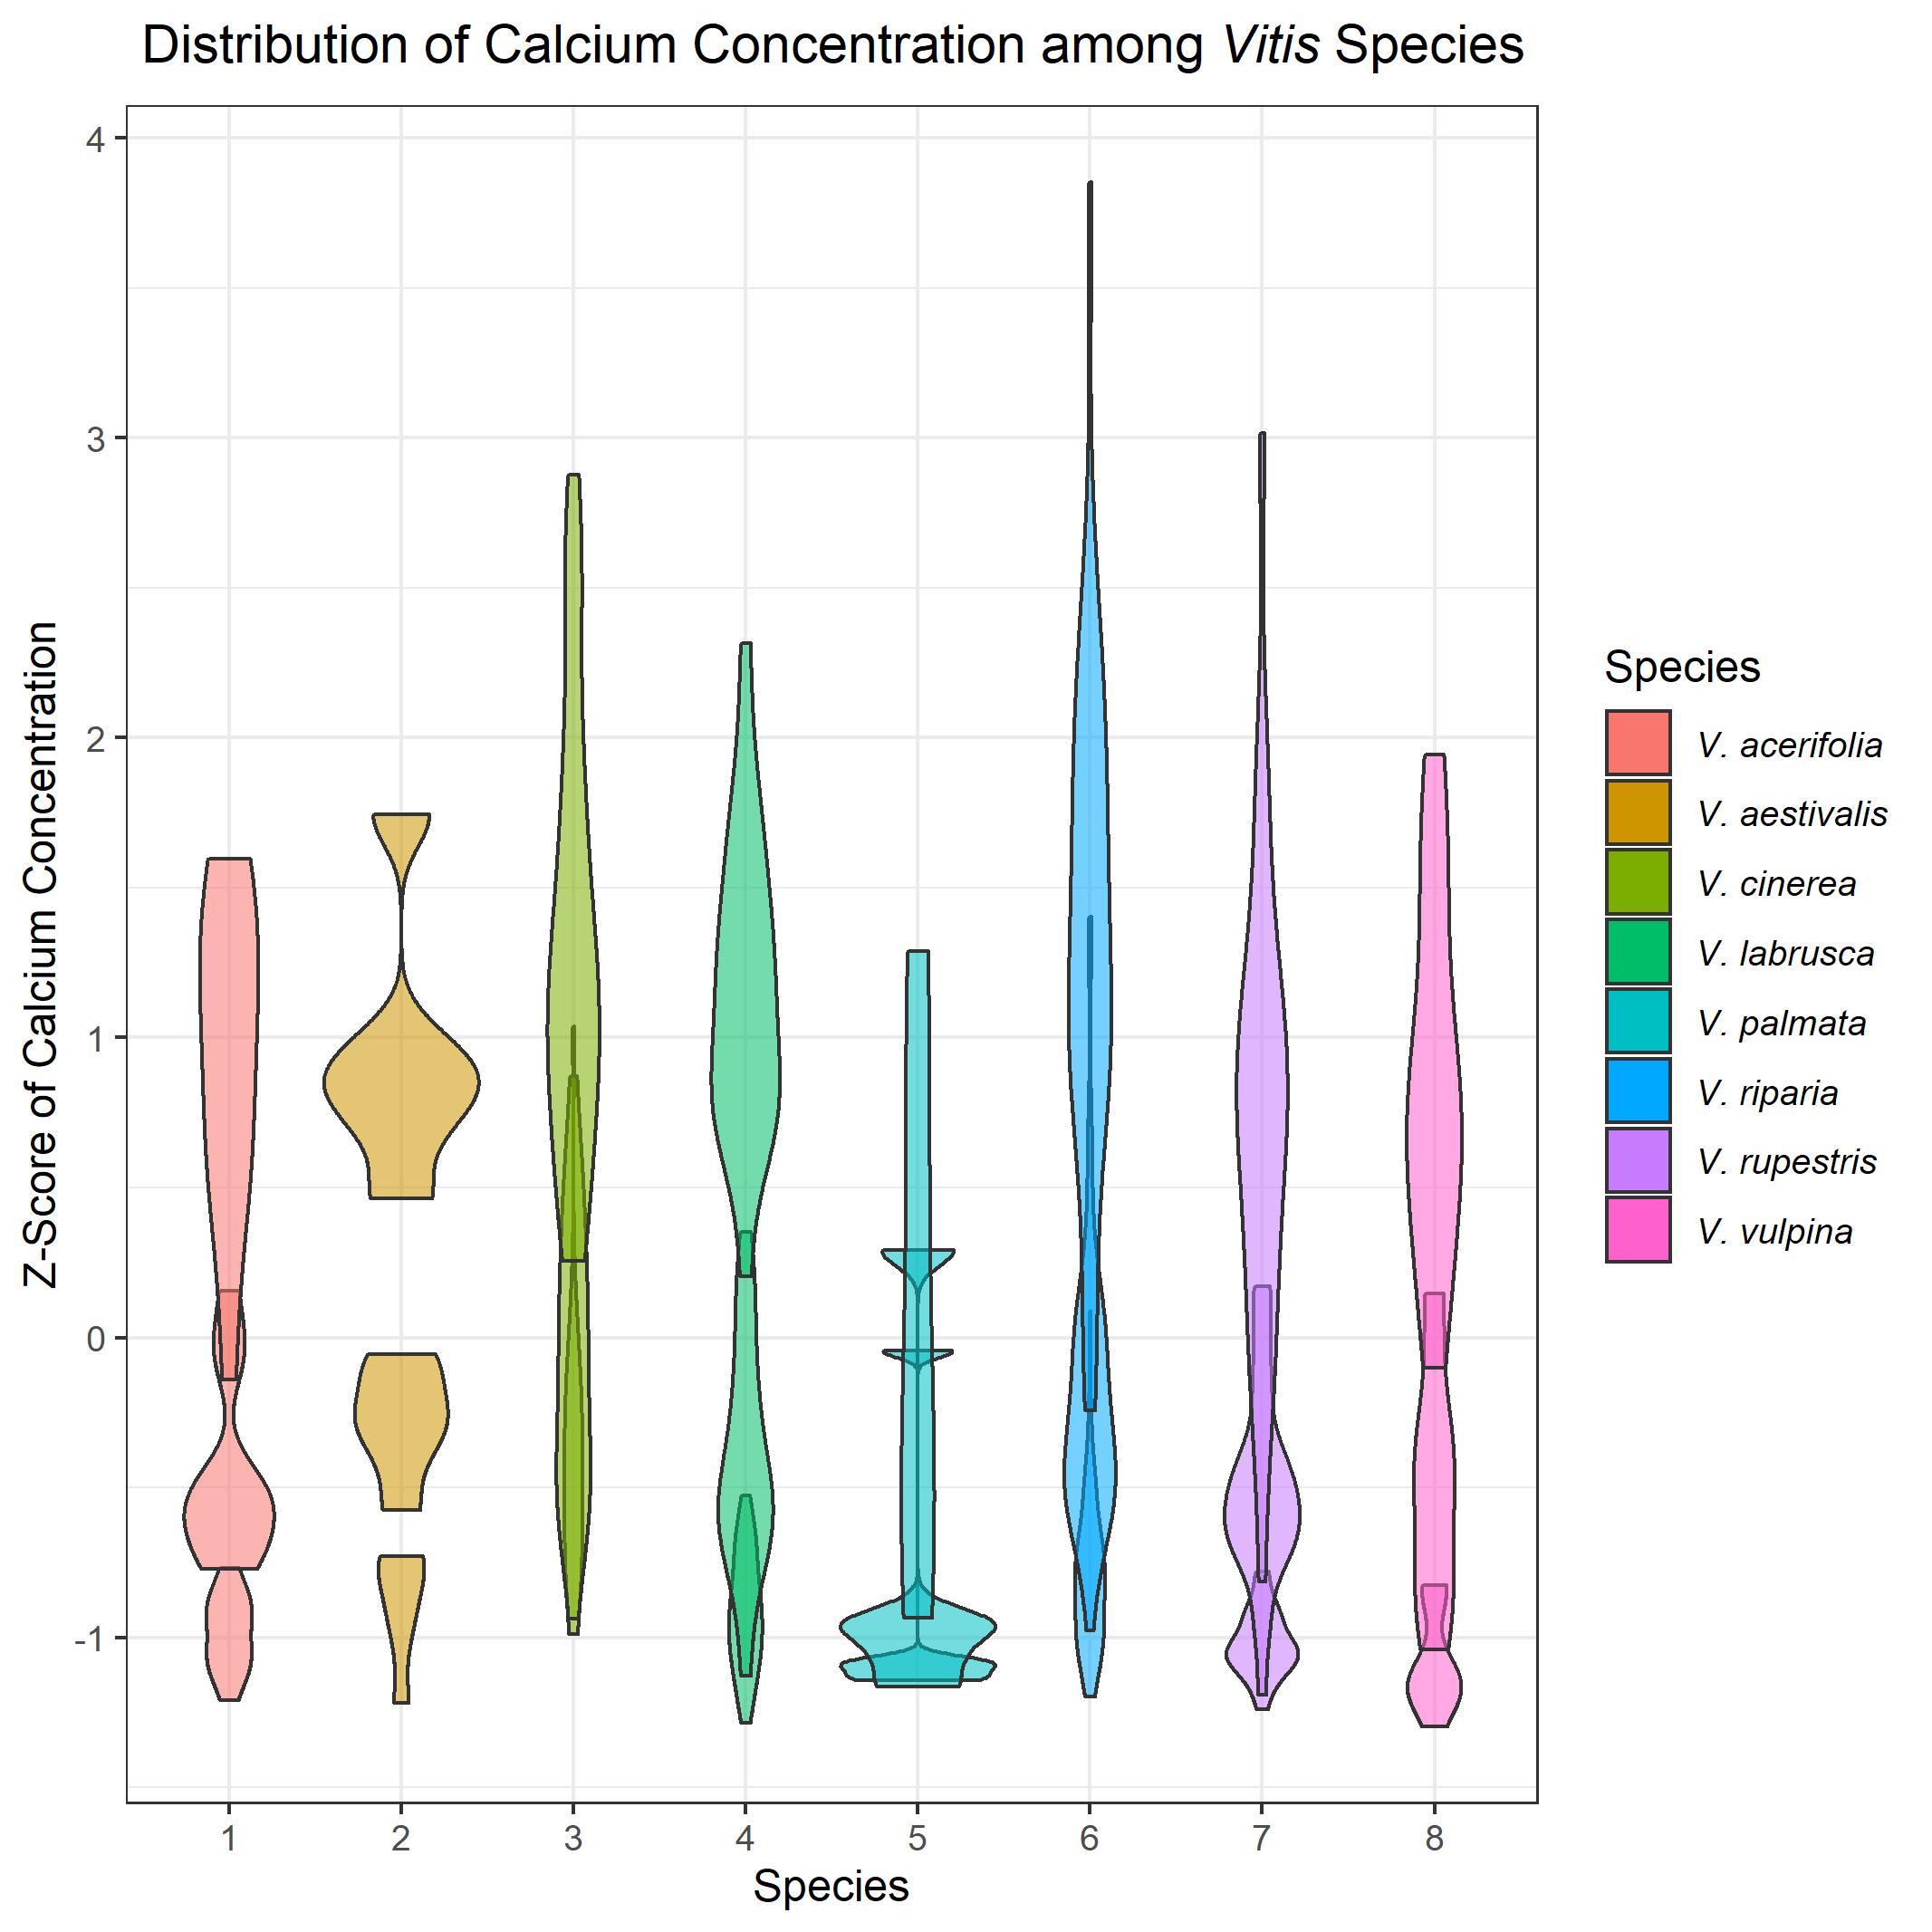 Distribution of Calcium Concentration among Vitis Species
Z-Score of Calcium Concentration
4
3
2
1
0
-1
1 2 3 4 5 6 7 8
Species
Species
V. acerifolia
V. aestivalis
V. cinerea
V. labrusca
V. palmata
V. riparia
V. rupestris
V. vulpina